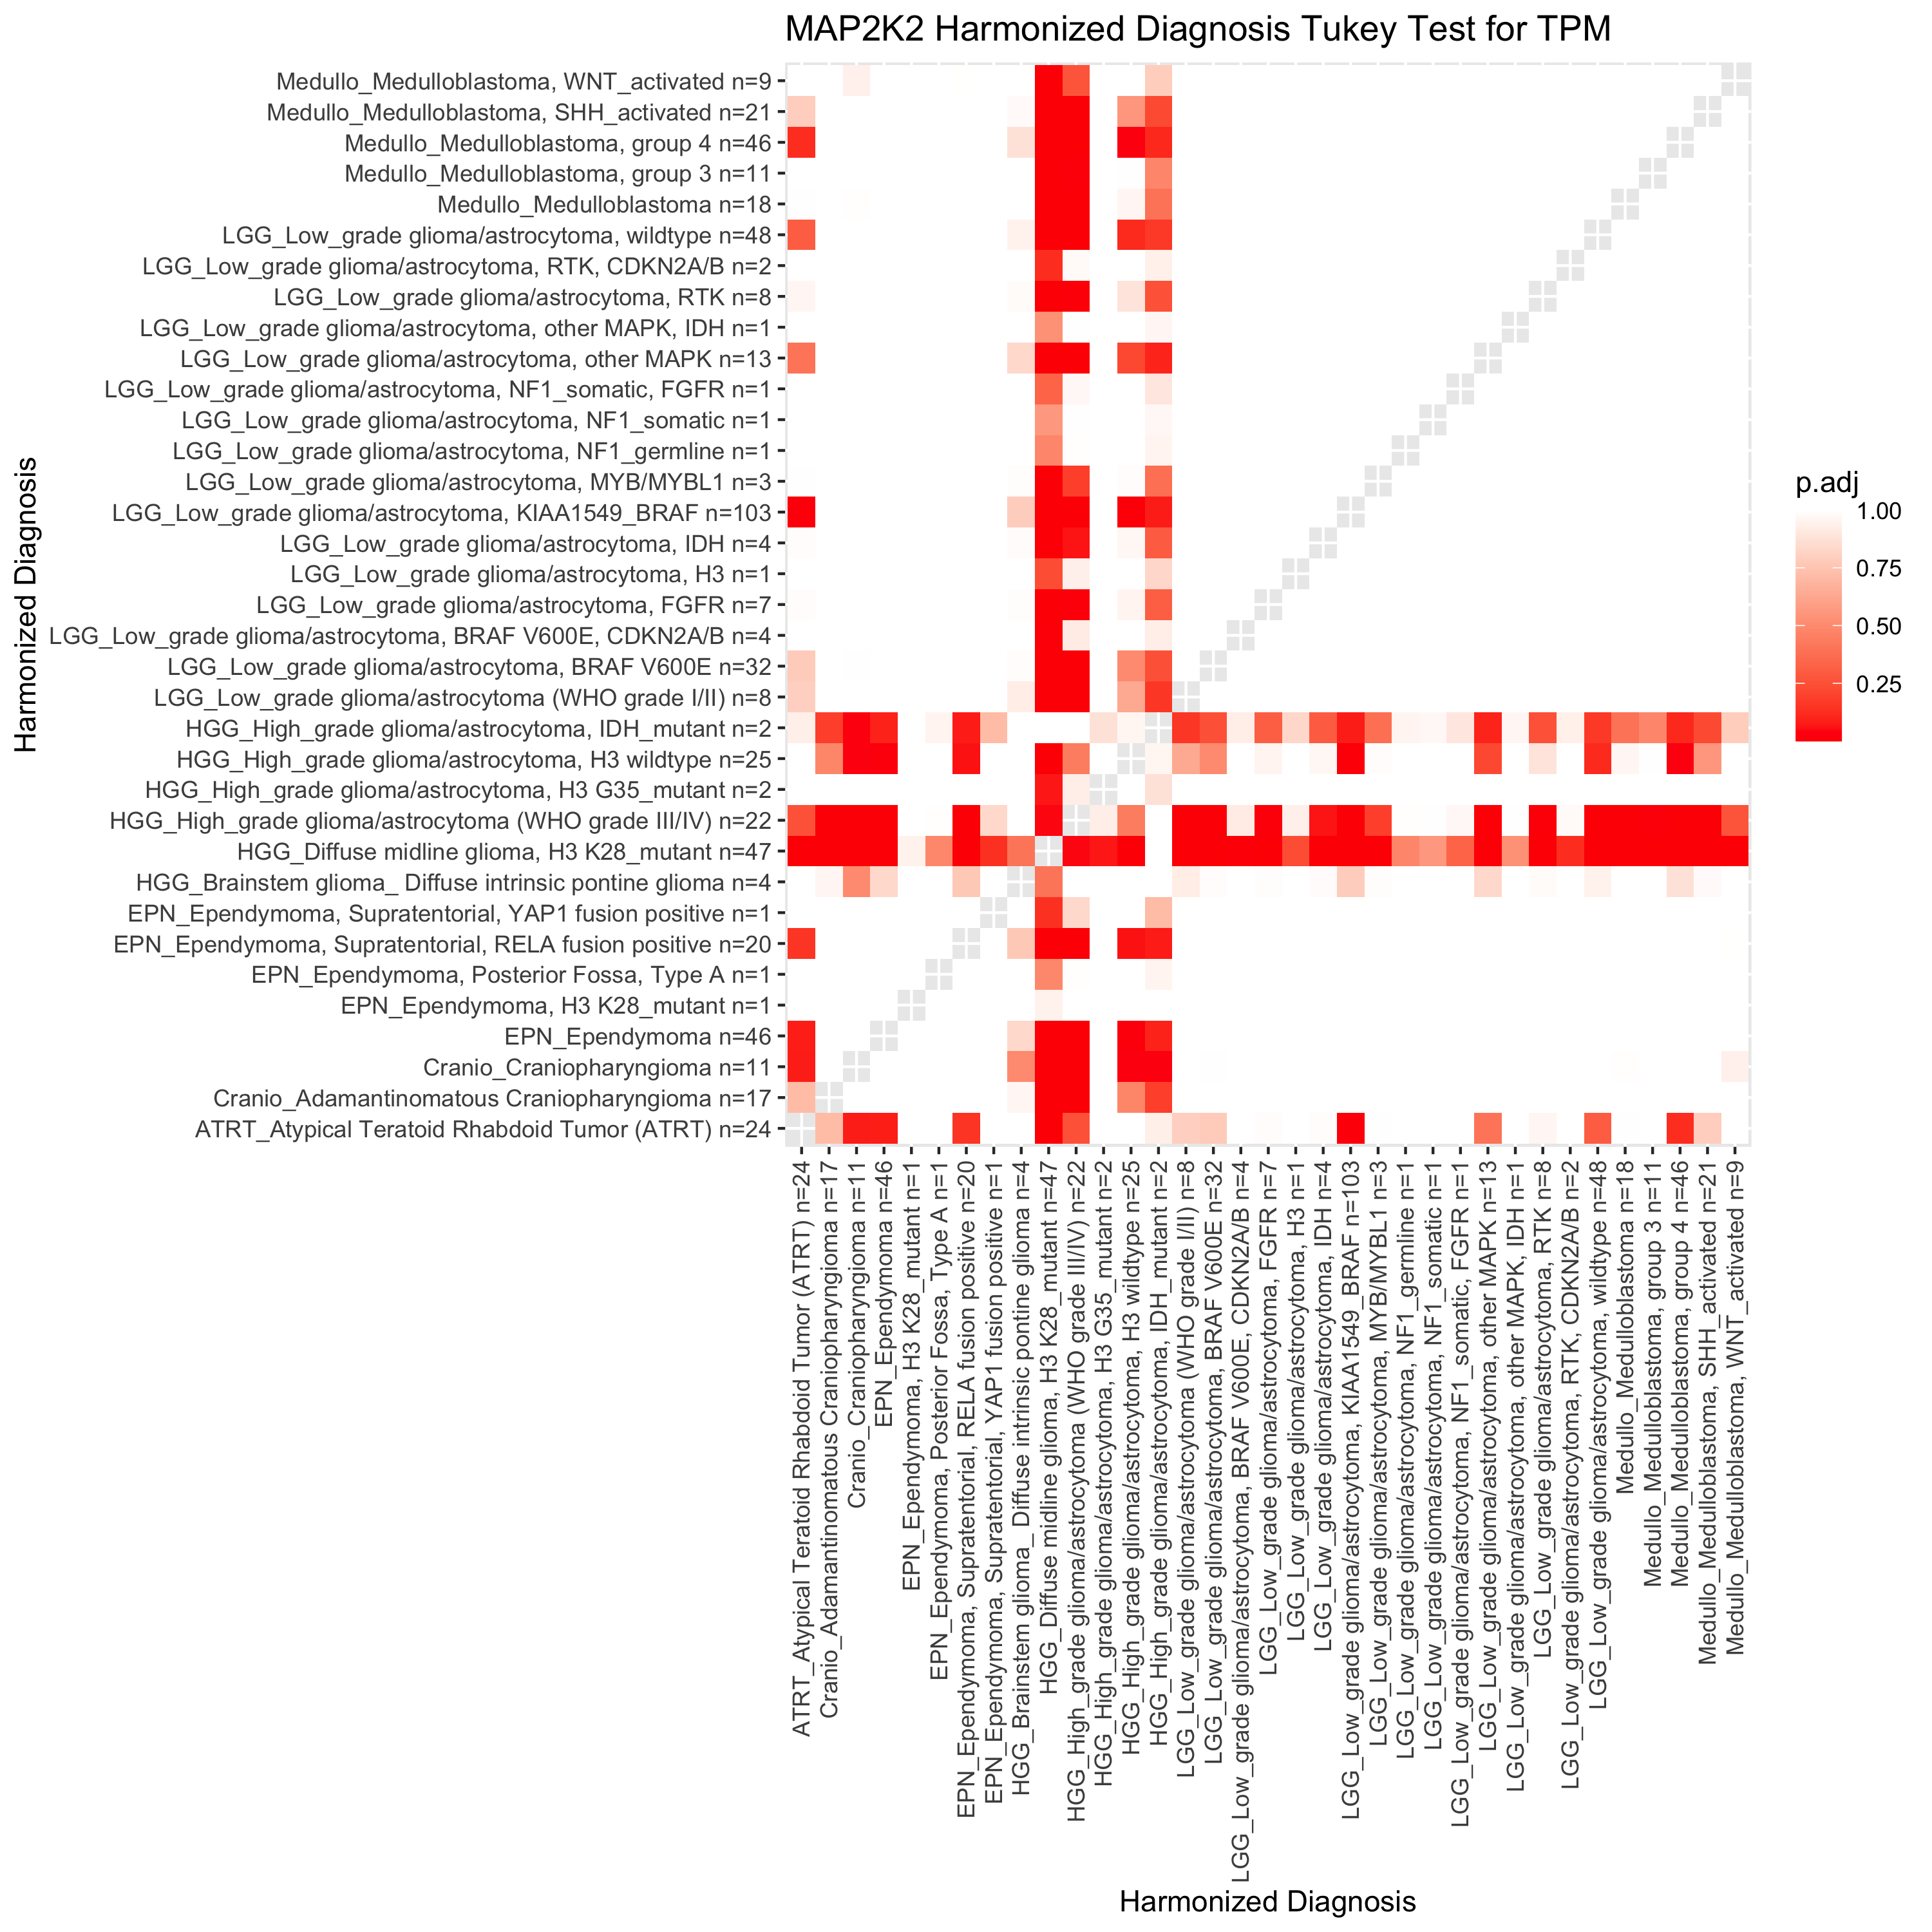 MAP2K2 Harmonized Diagnosis Tukey Test for TPM
Harmonized Diagnosis
Medullo_Medulloblastoma, WNT_activated n=9
Medullo_Medulloblastoma, SHH_activated n=21
Medullo_Medulloblastoma, group 4 n=46
Medullo_Medulloblastoma, group 3 n=11
Medullo_Medulloblastoma n=18
LGG_Low_grade glioma/astrocytoma, wildtype n=48
LGG_Low_grade glioma/astrocytoma, RTK, CDKN2A/B n=2
LGG_Low_grade glioma/astrocytoma, RTK n=8
LGG_Low_grade glioma/astrocytoma, other MAPK, IDH n=1
LGG_Low_grade glioma/astrocytoma, other MAPK n=13
LGG_Low_grade glioma/astrocytoma, NF1_somatic, FGFR n=1
LGG_Low_grade glioma/astrocytoma, NF1_somatic n=1
LGG_Low_grade glioma/astrocytoma, NF1_germline n=1
LGG_Low_grade glioma/astrocytoma, MYB/MYBL1 n=3
LGG_Low_grade glioma/astrocytoma, KIAA1549_BRAF n=103
LGG_Low_grade glioma/astrocytoma, IDH n=4
LGG_Low_grade glioma/astrocytoma, H3 n=1
LGG_Low_grade glioma/astrocytoma, FGFR n=7
LGG_Low_grade glioma/astrocytoma, BRAF V600E, CDKN2A/B n=4
LGG_Low_grade glioma/astrocytoma, BRAF V600E n=32
LGG_Low_grade glioma/astrocytoma (WHO grade I/II) n=8
HGG_High_grade glioma/astrocytoma, IDH_mutant n=2
HGG_High_grade glioma/astrocytoma, H3 wildtype n=25
HGG_High_grade glioma/astrocytoma, H3 G35_mutant n=2
HGG_High_grade glioma/astrocytoma (WHO grade III/IV) n=22
HGG_Diffuse midline glioma, H3 K28_mutant n=47
HGG_Brainstem glioma_ Diffuse intrinsic pontine glioma n=4
EPN_Ependymoma, Supratentorial, YAP1 fusion positive n=1
EPN_Ependymoma, Supratentorial, RELA fusion positive n=20
EPN_Ependymoma, Posterior Fossa, Type A n=1
EPN_Ependymoma, H3 K28_mutant n=1
EPN_Ependymoma n=46
Cranio_Craniopharyngioma n=11
Cranio_Adamantinomatous Craniopharyngioma n=17
ATRT_Atypical Teratoid Rhabdoid Tumor (ATRT) n=24
ATRT_Atypical Teratoid Rhabdoid Tumor (ATRT) n=24
Cranio_Adamantinomatous Craniopharyngioma n=17
Cranio_Craniopharyngioma n=11
EPN_Ependymoma n=46
EPN_Ependymoma, H3 K28_mutant n=1
EPN_Ependymoma, Posterior Fossa, Type A n=1
EPN_Ependymoma, Supratentorial, RELA fusion positive n=20
EPN_Ependymoma, Supratentorial, YAP1 fusion positive n=1
HGG_Brainstem glioma_ Diffuse intrinsic pontine glioma n=4
HGG_Diffuse midline glioma, H3 K28_mutant n=47
HGG_High_grade glioma/astrocytoma (WHO grade III/IV) n=22
HGG_High_grade glioma/astrocytoma, H3 G35_mutant n=2
HGG_High_grade glioma/astrocytoma, H3 wildtype n=25
HGG_High_grade glioma/astrocytoma, IDH_mutant n=2
LGG_Low_grade glioma/astrocytoma (WHO grade I/II) n=8
LGG_Low_grade glioma/astrocytoma, BRAF V600E n=32
LGG_Low_grade glioma/astrocytoma, BRAF V600E, CDKN2A/B n=4
LGG_Low_grade glioma/astrocytoma, FGFR n=7
LGG_Low_grade glioma/astrocytoma, H3 n=1
LGG_Low_grade glioma/astrocytoma, IDH n=4
LGG_Low_grade glioma/astrocytoma, KIAA1549_BRAF n=103
LGG_Low_grade glioma/astrocytoma, MYB/MYBL1 n=3
LGG_Low_grade glioma/astrocytoma, NF1_germline n=1
LGG_Low_grade glioma/astrocytoma, NF1_somatic n=1
LGG_Low_grade glioma/astrocytoma, NF1_somatic, FGFR n=1
LGG_Low_grade glioma/astrocytoma, other MAPK n=13
LGG_Low_grade glioma/astrocytoma, other MAPK, IDH n=1
LGG_Low_grade glioma/astrocytoma, RTK n=8
LGG_Low_grade glioma/astrocytoma, RTK, CDKN2A/B n=2
LGG_Low_grade glioma/astrocytoma, wildtype n=48
Medullo_Medulloblastoma n=18
Medullo_Medulloblastoma, group 3 n=11
Medullo_Medulloblastoma, group 4 n=46
Medullo_Medulloblastoma, SHH_activated n=21
Medullo_Medulloblastoma, WNT_activated n=9
Harmonized Diagnosis
p.adj
1.00
0.75
0.50
0.25